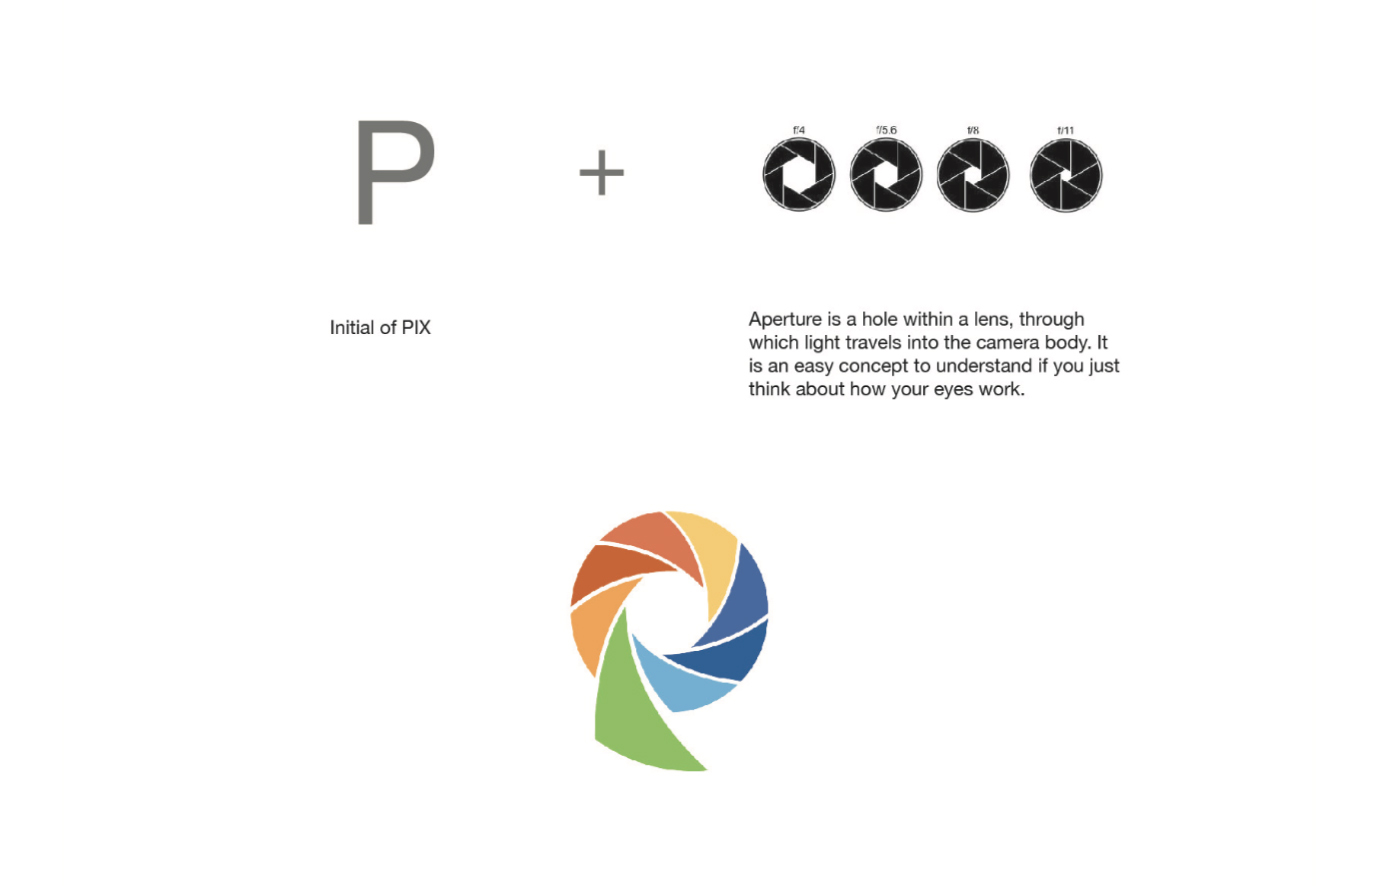 P
+
f:4 f/5.6 f/8 f/11
Initial of PIX
Aperture is a hole within a lens, through
which light travels into the camera body. It
is an easy concept to understand if you just
think about how your eyes work.